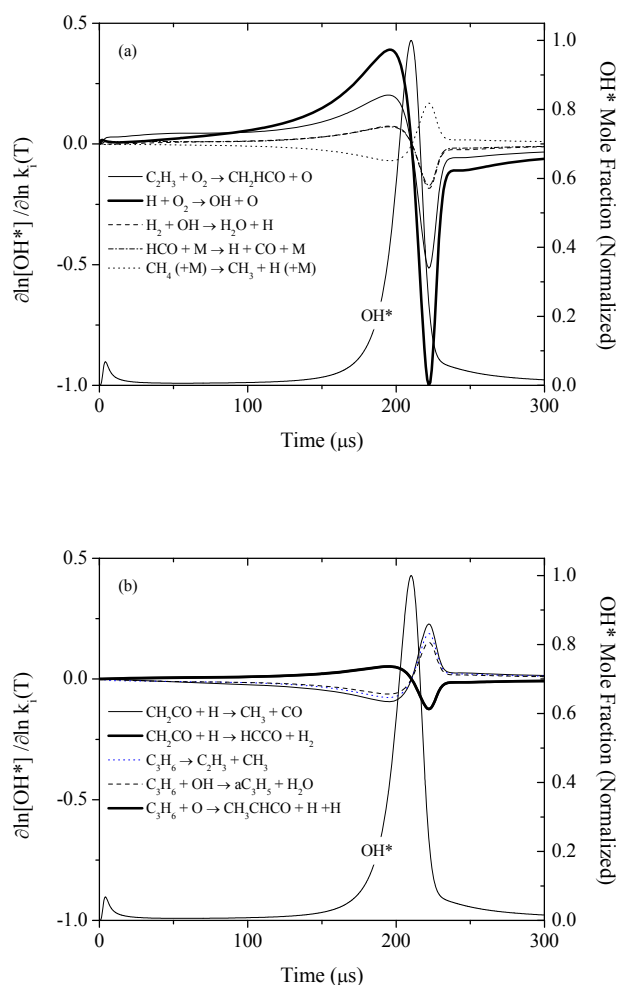 (a)
0.5
0.0
-0.5
-1.0
∂ln[OH*] /∂ln kᵢ(T)
1.0
0.8
0.6
0.4
0.2
0.0
OH* Mole Fraction (Normalized)
C₂H₃ + O₂ → CH₂HCO + O
H + O₂ → OH + O
H₂ + OH → H₂O + H
HCO + M → H + CO + M
CH₄ (+M) → CH₃ + H (+M)
OH*
0 100 200 300
Time (μs)
(b)
0.5
0.0
-0.5
-1.0
∂ln[OH*] /∂ln kᵢ(T)
1.0
0.8
0.6
0.4
0.2
0.0
OH* Mole Fraction (Normalized)
CH₂CO + H → CH₃ + CO
CH₂CO + H → HCCO + H₂
C₃H₆ → C₂H₃ + CH₃
C₃H₆ + OH → aC₃H₅ + H₂O
C₃H₆ + O → CH₃CHCO + H +H
OH*
0 100 200 300
Time (μs)